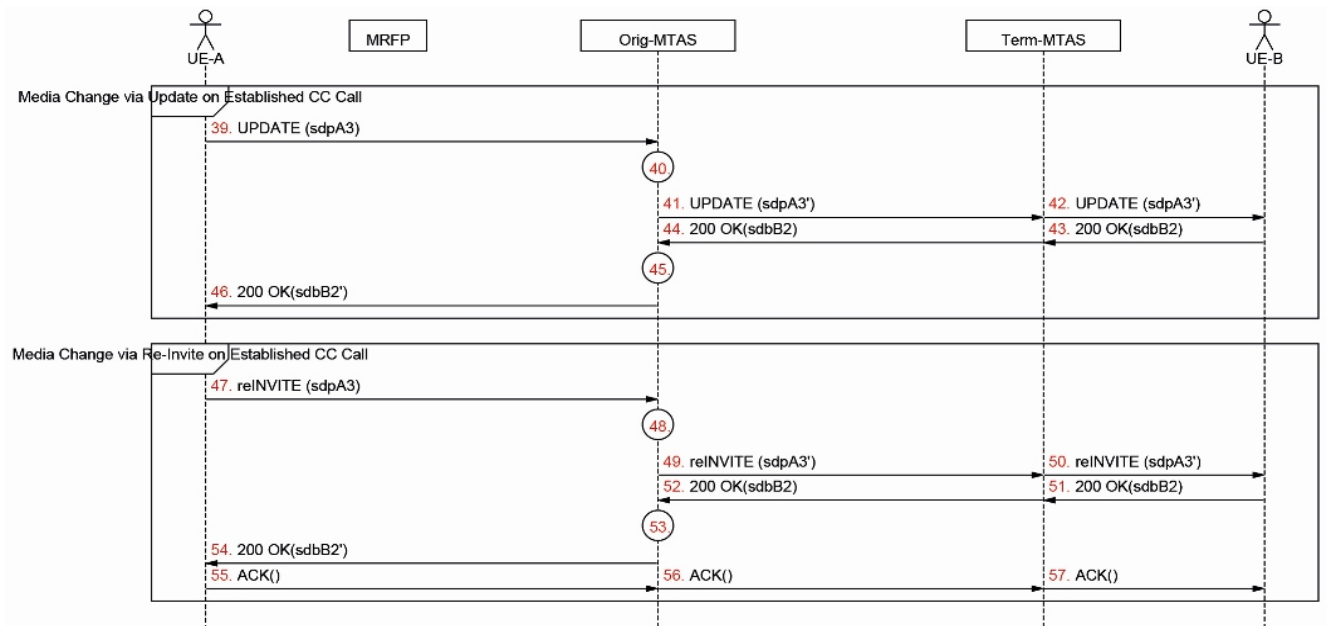 UE-A
MRFP
Orig-MTAS
Term-MTAS
UE-B
Media Change via Update on Established CC Call
39. UPDATE (sdpA3)
40.
41. UPDATE (sdpA3')
42. UPDATE (sdpA3')
44. 200 OK(sdbB2)
43. 200 OK(sdbB2)
45.
46. 200 OK(sdbB2')
Media Change via Re-Invite on Established CC Call
47. reINVITE (sdpA3)
48.
49. reINVITE (sdpA3')
50. reINVITE (sdpA3')
52. 200 OK(sdbB2)
51. 200 OK(sdbB2)
53.
54. 200 OK(sdbB2')
55. ACK()
56. ACK()
57. ACK()